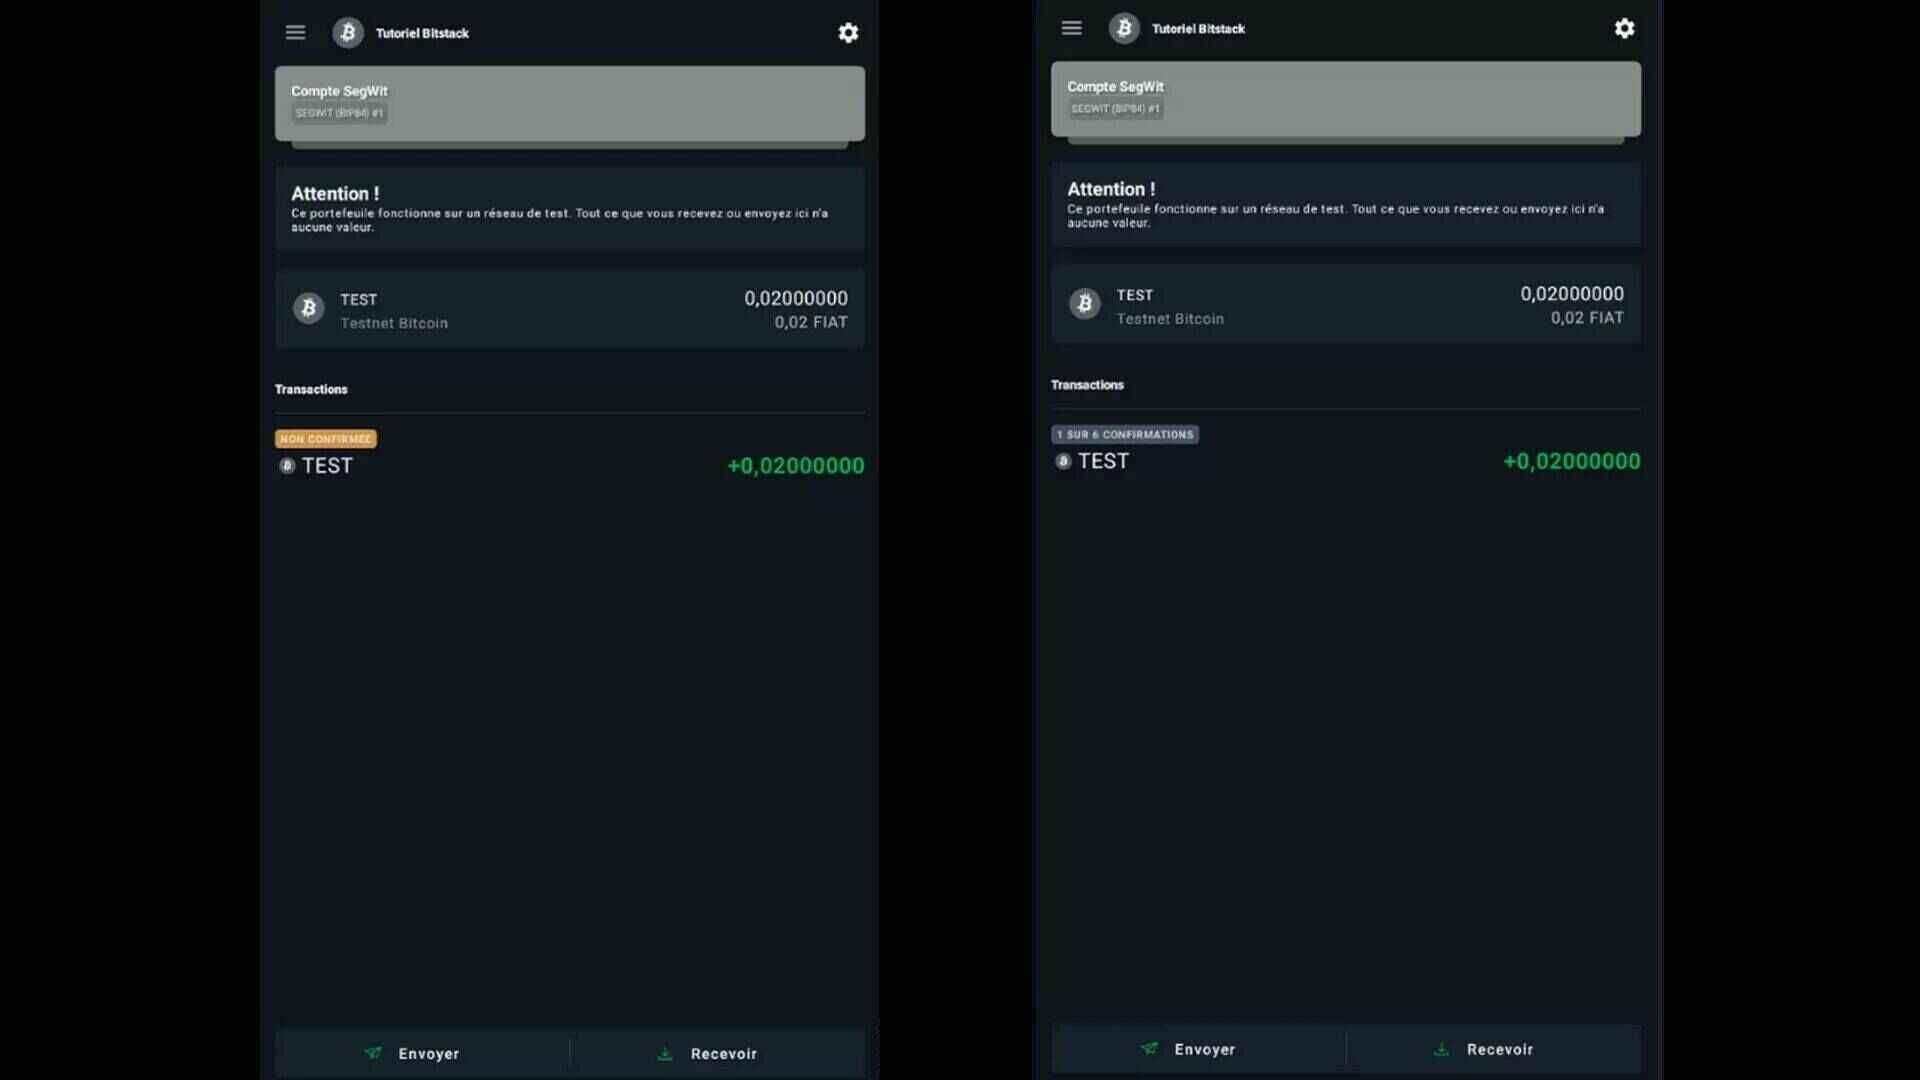 Tutoriel Bitstack
Compte SegWit
SEGWIT (BIP84) #1
Attention !
Ce portefeuile fonctionne sur un réseau de test. Tout ce que vous recevez ou envoyez ici n'a
aucune valeur.
TEST
0,02000000
Testnet Bitcoin
0,02 FIAT
Transactions
NON CONFIRMÉE
TEST
+0,02000000
Envoyer
Recevoir
Tutoriel Bitstack
Compte SegWit
SEGWIT (BIP84) #1
Attention !
Ce portefeuile fonctionne sur un réseau de test. Tout ce que vous recevez ou envoyez ici n'a
aucune valeur.
TEST
0,02000000
Testnet Bitcoin
0,02 FIAT
Transactions
1 SUR 6 CONFIRMATIONS
TEST
+0,02000000
Envoyer
Recevoir